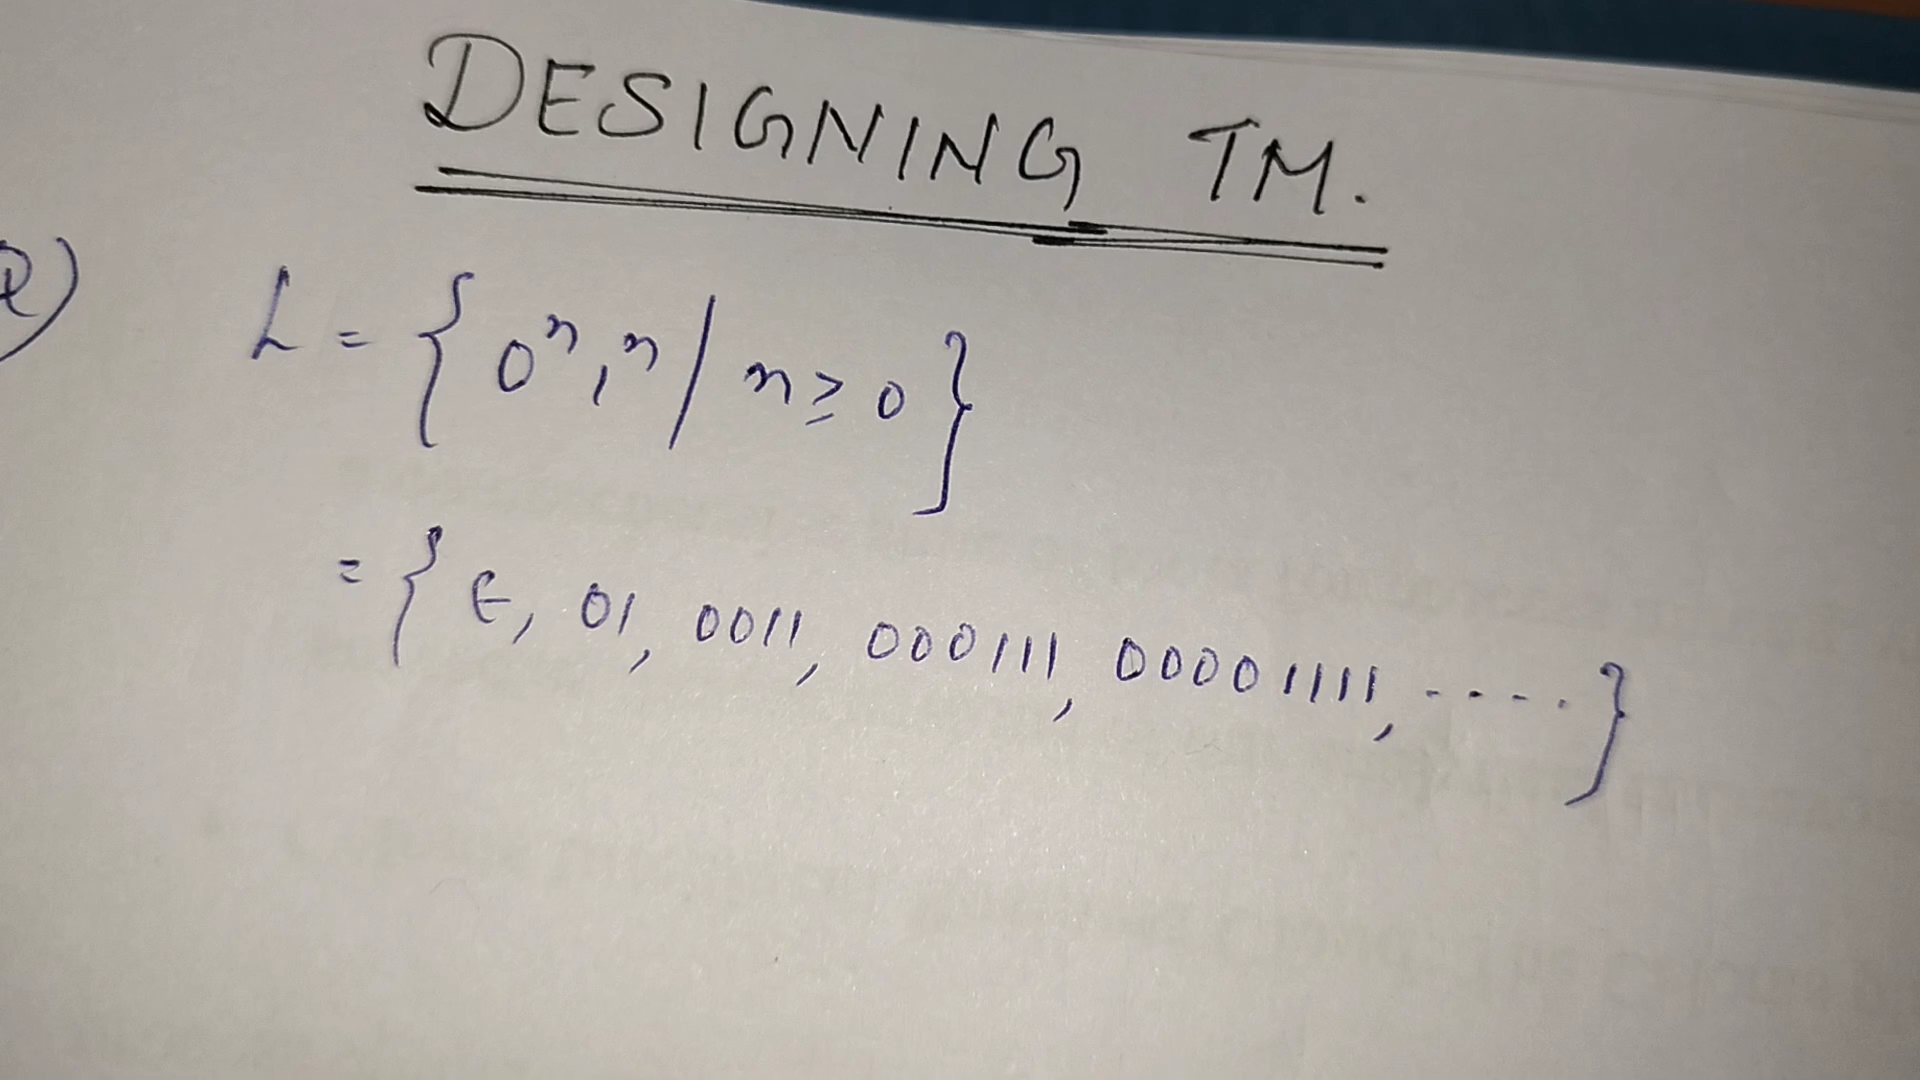 DESIGNING TM.
Q) L = { 0ⁿ1ⁿ / n ≥ 0 }
= { ε, 01, 0011, 000111, 00001111, ----- }